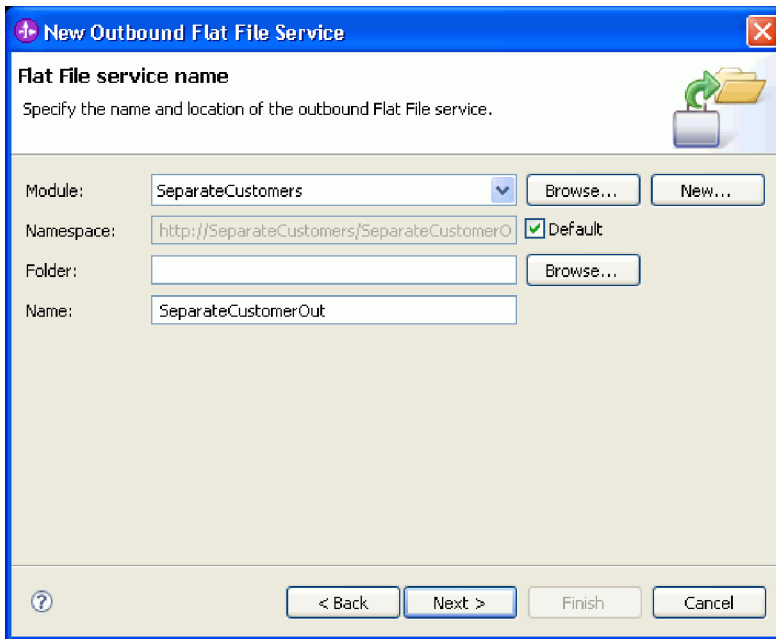 New Outbound Flat File Service
Flat File service name
Specify the name and location of the outbound Flat File service.
Module: SeparateCustomers Browse... New...
Namespace: http://SeparateCustomers/SeparateCustomerO Default
Folder: Browse...
Name: SeparateCustomerOut
? < Back Next > Finish Cancel